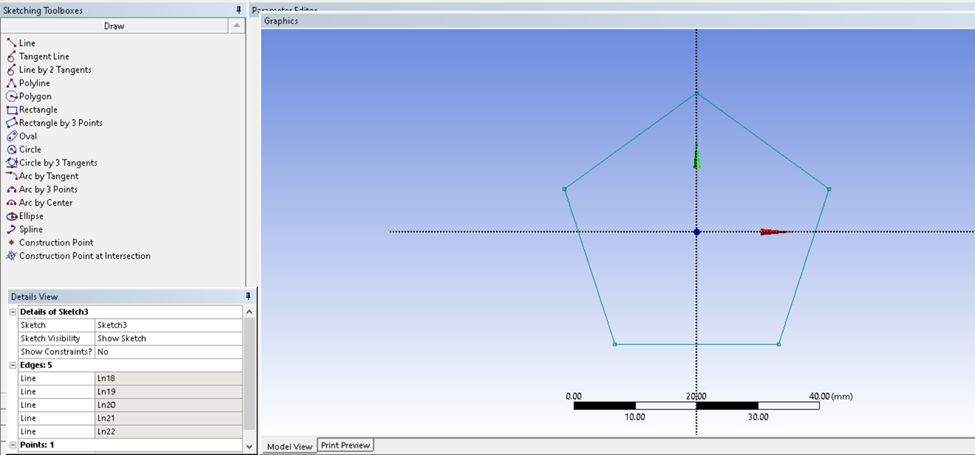 Sketching Toolboxes
Draw
Line
Tangent Line
Line by 2 Tangents
Polyline
Polygon
Rectangle
Rectangle by 3 Points
Oval
Circle
Circle by 3 Tangents
Arc by Tangent
Arc by 3 Points
Arc by Center
Ellipse
Spline
Construction Point
Construction Point at Intersection
Details View
Details of Sketch3
Sketch Sketch3
Sketch Visibility Show Sketch
Show Constraints? No
Edges: 5
Line Ln18
Line Ln19
Line Ln20
Line Ln21
Line Ln22
Points: 1
Parameter Editor
Graphics
0.00 20.00 40.00 (mm)
10.00 30.00
Model View Print Preview